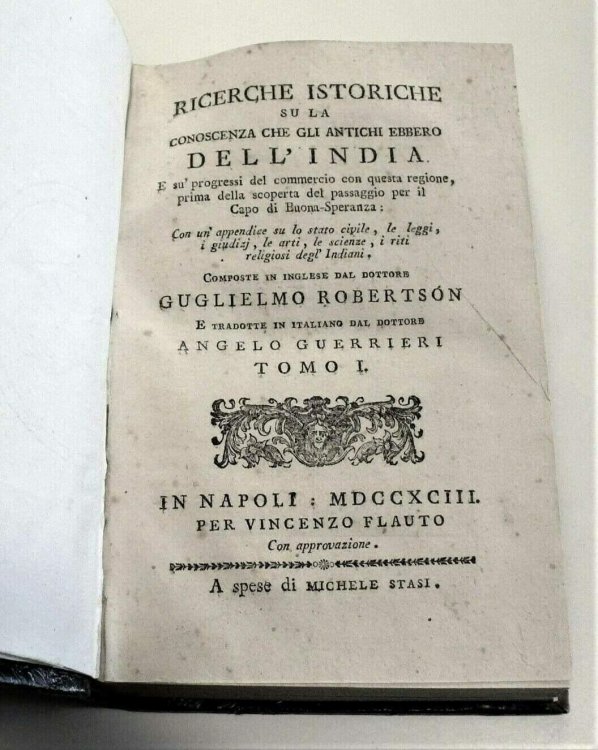 RICERCHE ISTORICHE
SU LA
CONOSCENZA CHE GLI ANTICHI EBBERO
DELL'INDIA.
E su' progressi del commercio con questa regione,
prima della scoperta del passaggio per il
Capo di Buona-Speranza:
Con un' appendice su lo stato civile, le leggi,
i giudizj, le arti, le scienze, i riti
religiosi degl' Indiani,
COMPOSTE IN INGLESE DAL DOTTORE
GUGLIELMO ROBERTSÓN
E TRADOTTE IN ITALIANO DAL DOTTORE
ANGELO GUERRIERI
TOMO I.
IN NAPOLI : MDCCXCIII.
PER VINCENZO FLAUTO
Con approvazione.
A spese di MICHELE STASI.